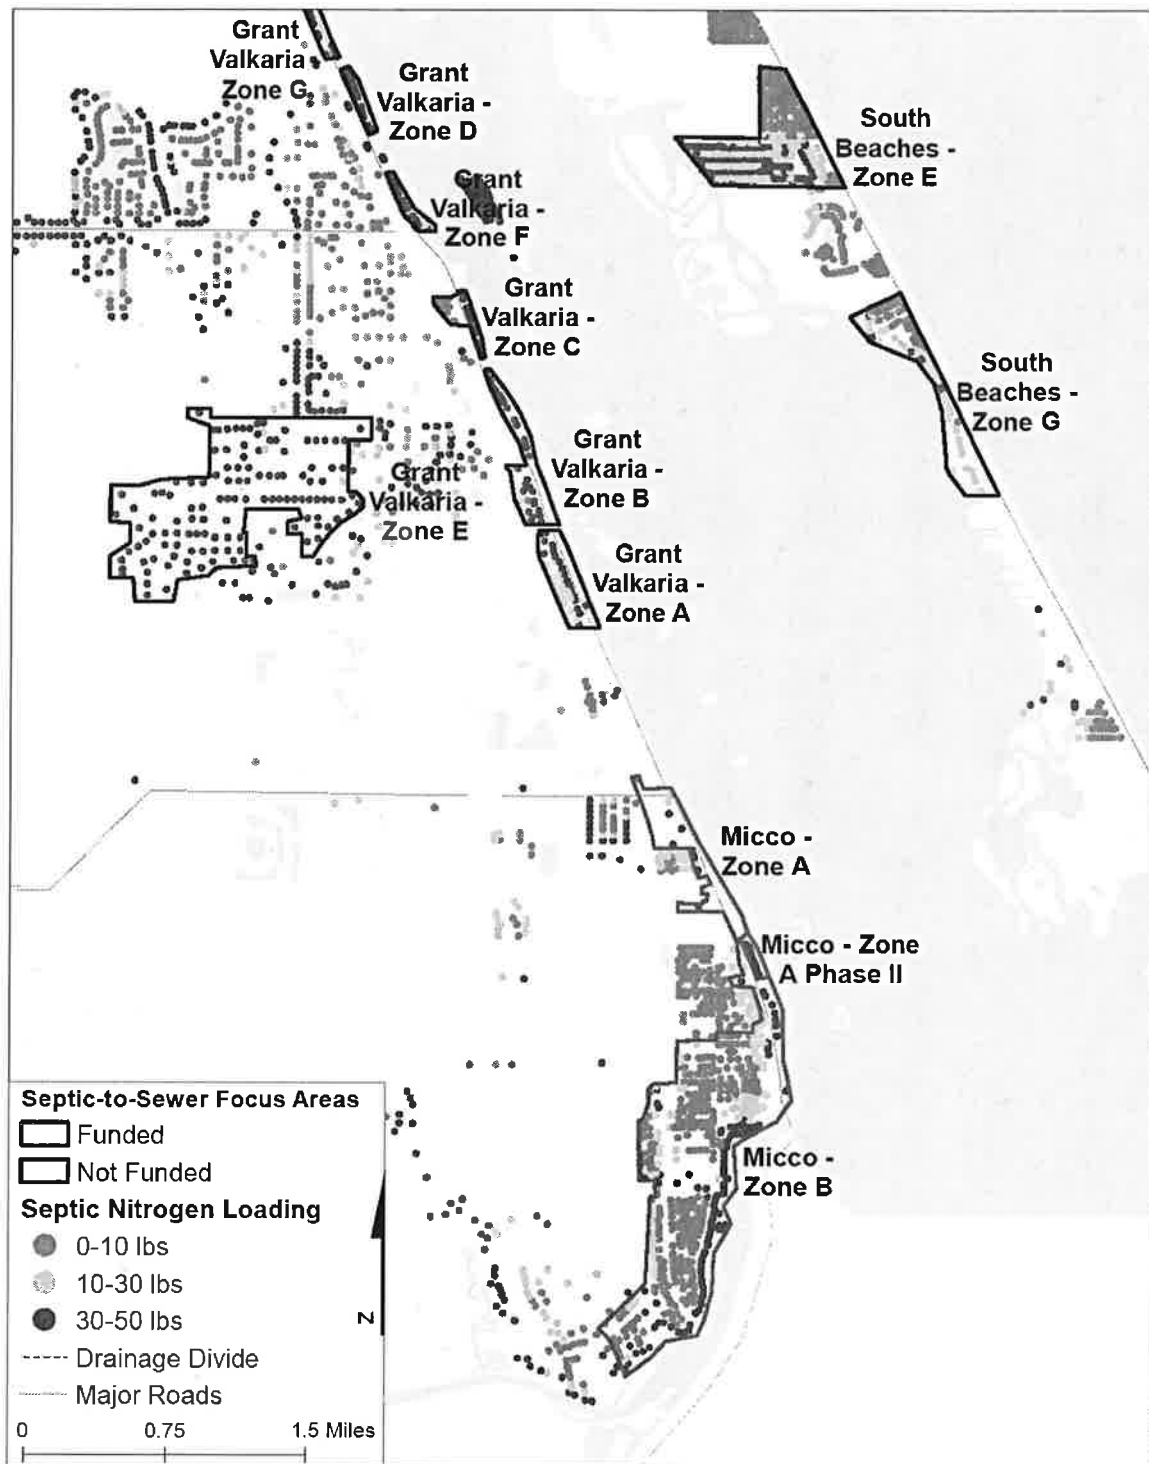 Grant
Valkaria -
Zone G
Grant
Valkaria -
Zone D
Grant
Valkaria -
Zone F
Grant
Valkaria -
Zone C
Grant
Valkaria -
Zone B
Grant
Valkaria -
Zone E
Grant
Valkaria -
Zone A
South
Beaches -
Zone E
South
Beaches -
Zone G
Micco -
Zone A
Micco - Zone
A Phase II
Micco -
Zone B
Septic-to-Sewer Focus Areas
Funded
Not Funded
Septic Nitrogen Loading
0-10 lbs
10-30 lbs
30-50 lbs
Drainage Divide
Major Roads
0 0.75 1.5 Miles
N